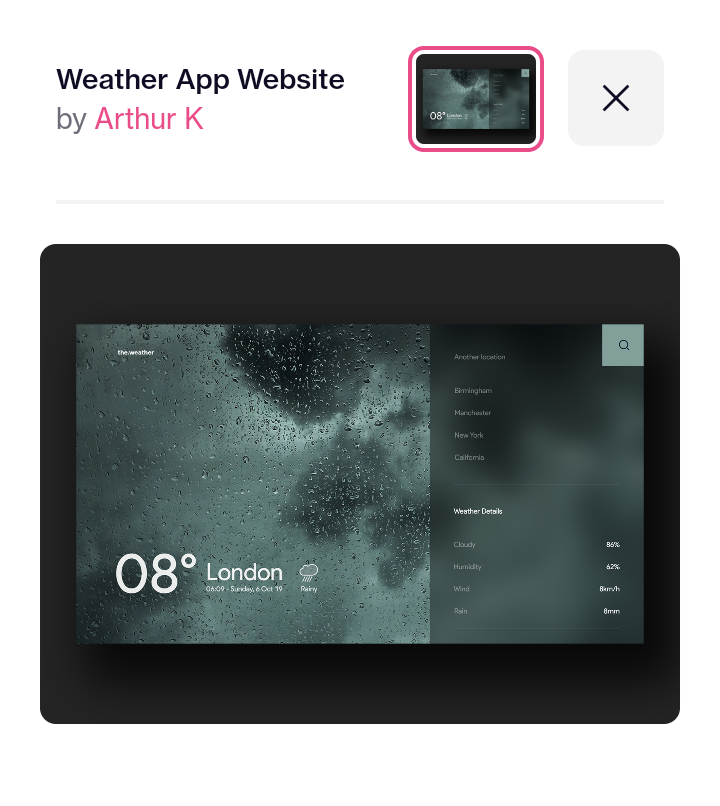 Weather App Website
by Arthur K
the.weather
08°
London
06:09 - Sunday, 6 Oct '19
Rainy
Another location
Birmingham
Manchester
New York
California
Weather Details
Cloudy 86%
Humidity 62%
Wind 8km/h
Rain 8mm